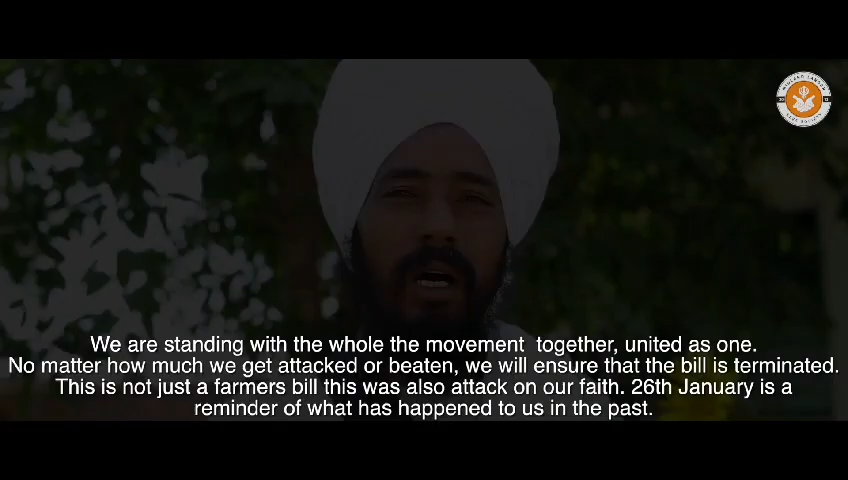 We are standing with the whole the movement together, united as one.
No matter how much we get attacked or beaten, we will ensure that the bill is terminated.
This is not just a farmers bill this was also attack on our faith. 26th January is a
reminder of what has happened to us in the past.